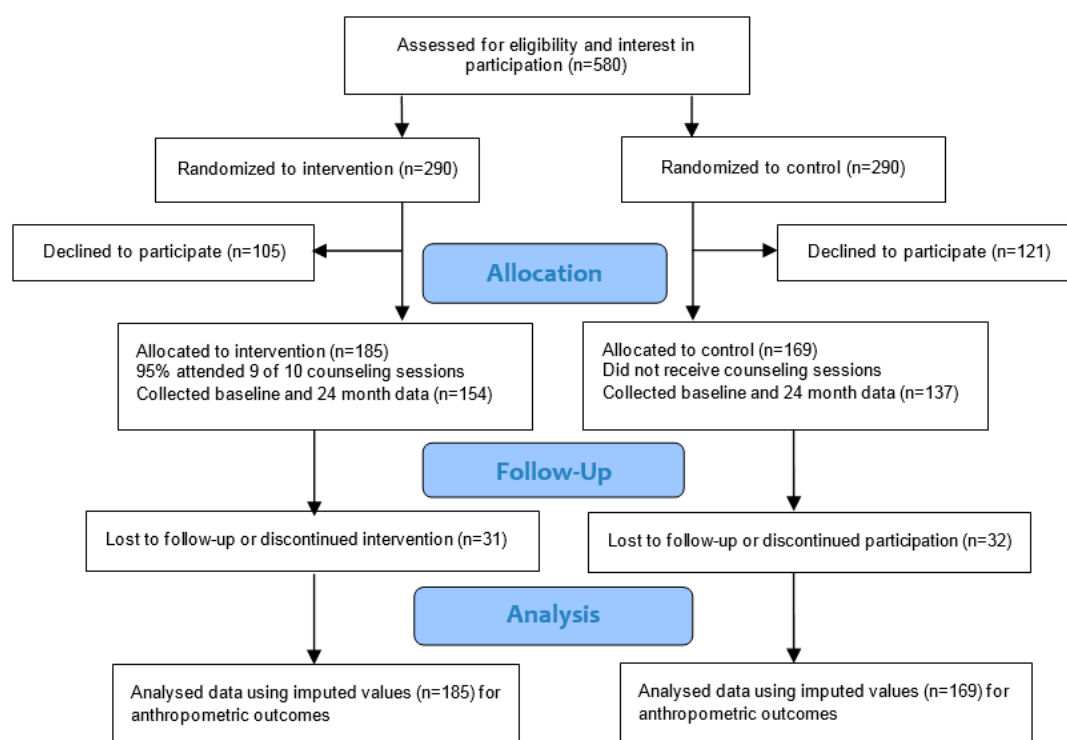 Assessed for eligibility and interest in
participation (n=580)
Randomized to intervention (n=290)
Randomized to control (n=290)
Declined to participate (n=105)
Declined to participate (n=121)
Allocation
Allocated to intervention (n=185)
95% attended 9 of 10 counseling sessions
Collected baseline and 24 month data (n=154)
Allocated to control (n=169)
Did not receive counseling sessions
Collected baseline and 24 month data (n=137)
Follow-Up
Lost to follow-up or discontinued intervention (n=31)
Lost to follow-up or discontinued participation (n=32)
Analysis
Analysed data using imputed values (n=185) for
anthropometric outcomes
Analysed data using imputed values (n=169) for
anthropometric outcomes